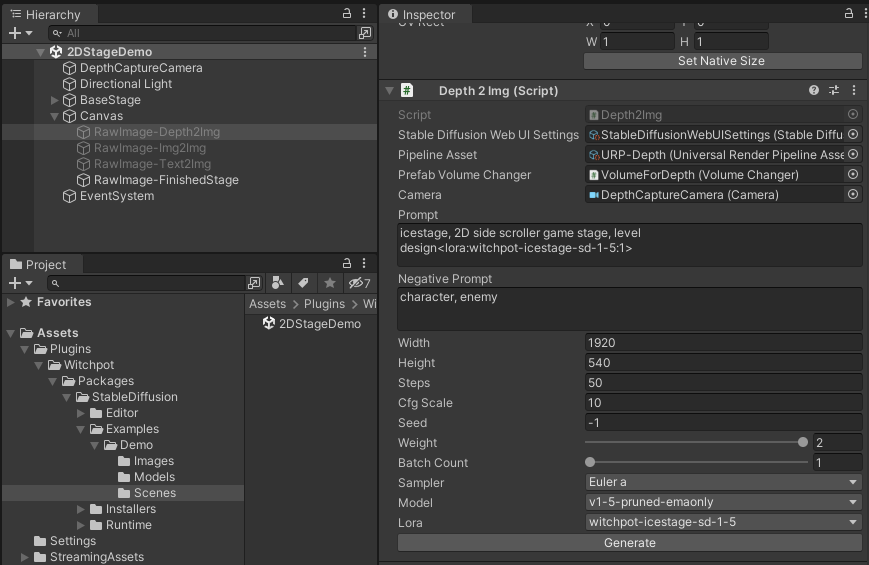 Hierarchy
All
2DStageDemo
DepthCaptureCamera
Directional Light
BaseStage
Canvas
RawImage-Depth2Img
RawImage-Img2Img
RawImage-Text2Img
RawImage-FinishedStage
EventSystem
Project
7
Favorites
Assets
Plugins
Witchpot
Packages
StableDiffusion
Editor
Examples
Demo
Images
Models
Scenes
Installers
Runtime
Settings
StreamingAssets
Assets > Plugins > Wi
2DStageDemo
Inspector
W 1 H 1
Set Native Size
Depth 2 Img (Script)
Script Depth2Img
Stable Diffusion Web UI Settings StableDiffusionWebUISettings (Stable Diffu
Pipeline Asset URP-Depth (Universal Render Pipeline Asse
Prefab Volume Changer VolumeForDepth (Volume Changer)
Camera DepthCaptureCamera (Camera)
Prompt
icestage, 2D side scroller game stage, level
design<lora:witchpot-icestage-sd-1-5:1>
Negative Prompt
character, enemy
Width 1920
Height 540
Steps 50
Cfg Scale 10
Seed -1
Weight 2
Batch Count 1
Sampler Euler a
Model v1-5-pruned-emaonly
Lora witchpot-icestage-sd-1-5
Generate